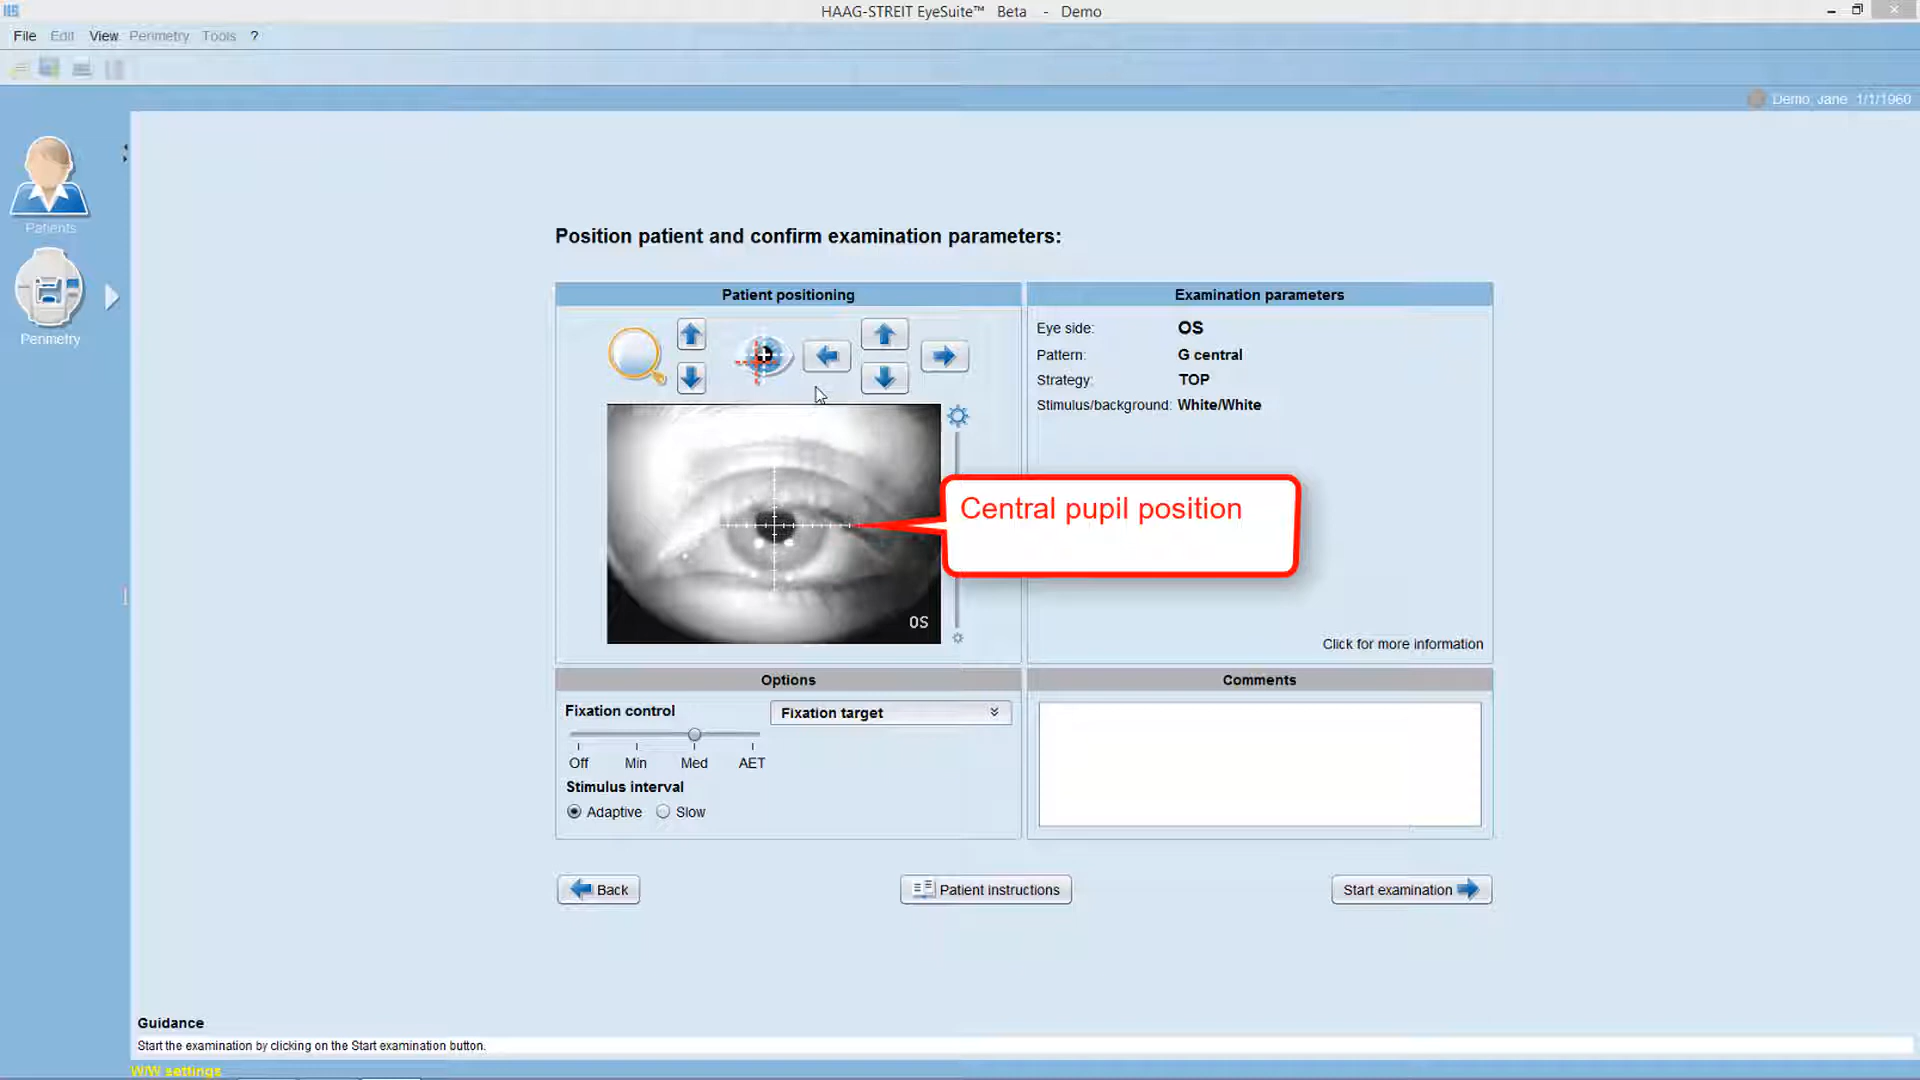 HAAG-STREIT EyeSuite™ Beta - Demo
File Edit View Perimetry Tools ?
Demo, Jane 1/1/1960
Patients
Perimetry
Position patient and confirm examination parameters:
Patient positioning
OS
Central pupil position
Examination parameters
Eye side: OS
Pattern: G central
Strategy: TOP
Stimulus/background: White/White
Click for more information
Options
Fixation control
Fixation target
Off Min Med AET
Stimulus interval
Adaptive Slow
Comments
Back
Patient instructions
Start examination
Guidance
Start the examination by clicking on the Start examination button.
W/W settings